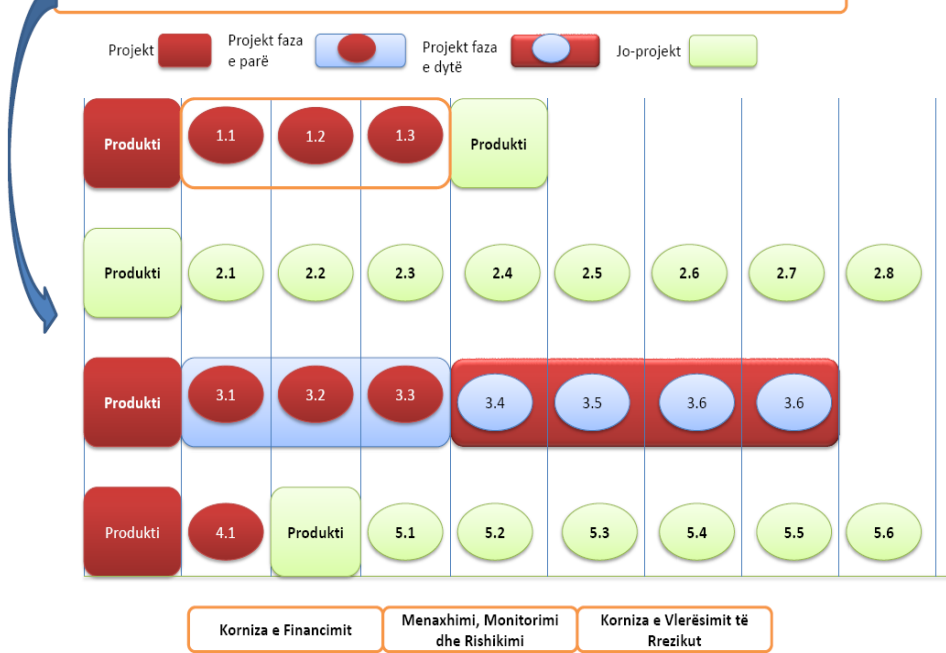 Projekt
Projekt faza
e parë
Projekt faza
e dytë
Jo-projekt
Produkti 1.1 1.2 1.3 Produkti
Produkti 2.1 2.2 2.3 2.4 2.5 2.6 2.7 2.8
Produkti 3.1 3.2 3.3 3.4 3.5 3.6 3.6
Produkti 4.1 Produkti 5.1 5.2 5.3 5.4 5.5 5.6
Korniza e Financimit
Menaxhimi, Monitorimi
dhe Rishikimi
Korniza e Vlerësimit të
Rrezikut